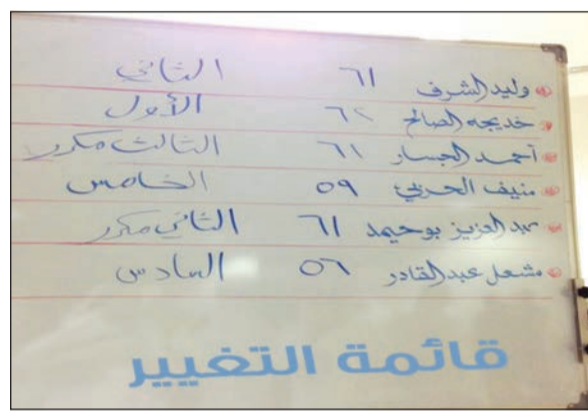 وليد الشرف ٦١ الثاني
خديجه الصالح ٦٢ الأول
أحمد الجسار ٦١ الثالث مكرر
منيف الحربي ٥٩ الخامس
عبدالعزيز بوحيمد ٦١ الثاني مكرر
مشعل عبدالقادر ٥٦ السادس
قائمة التغيير